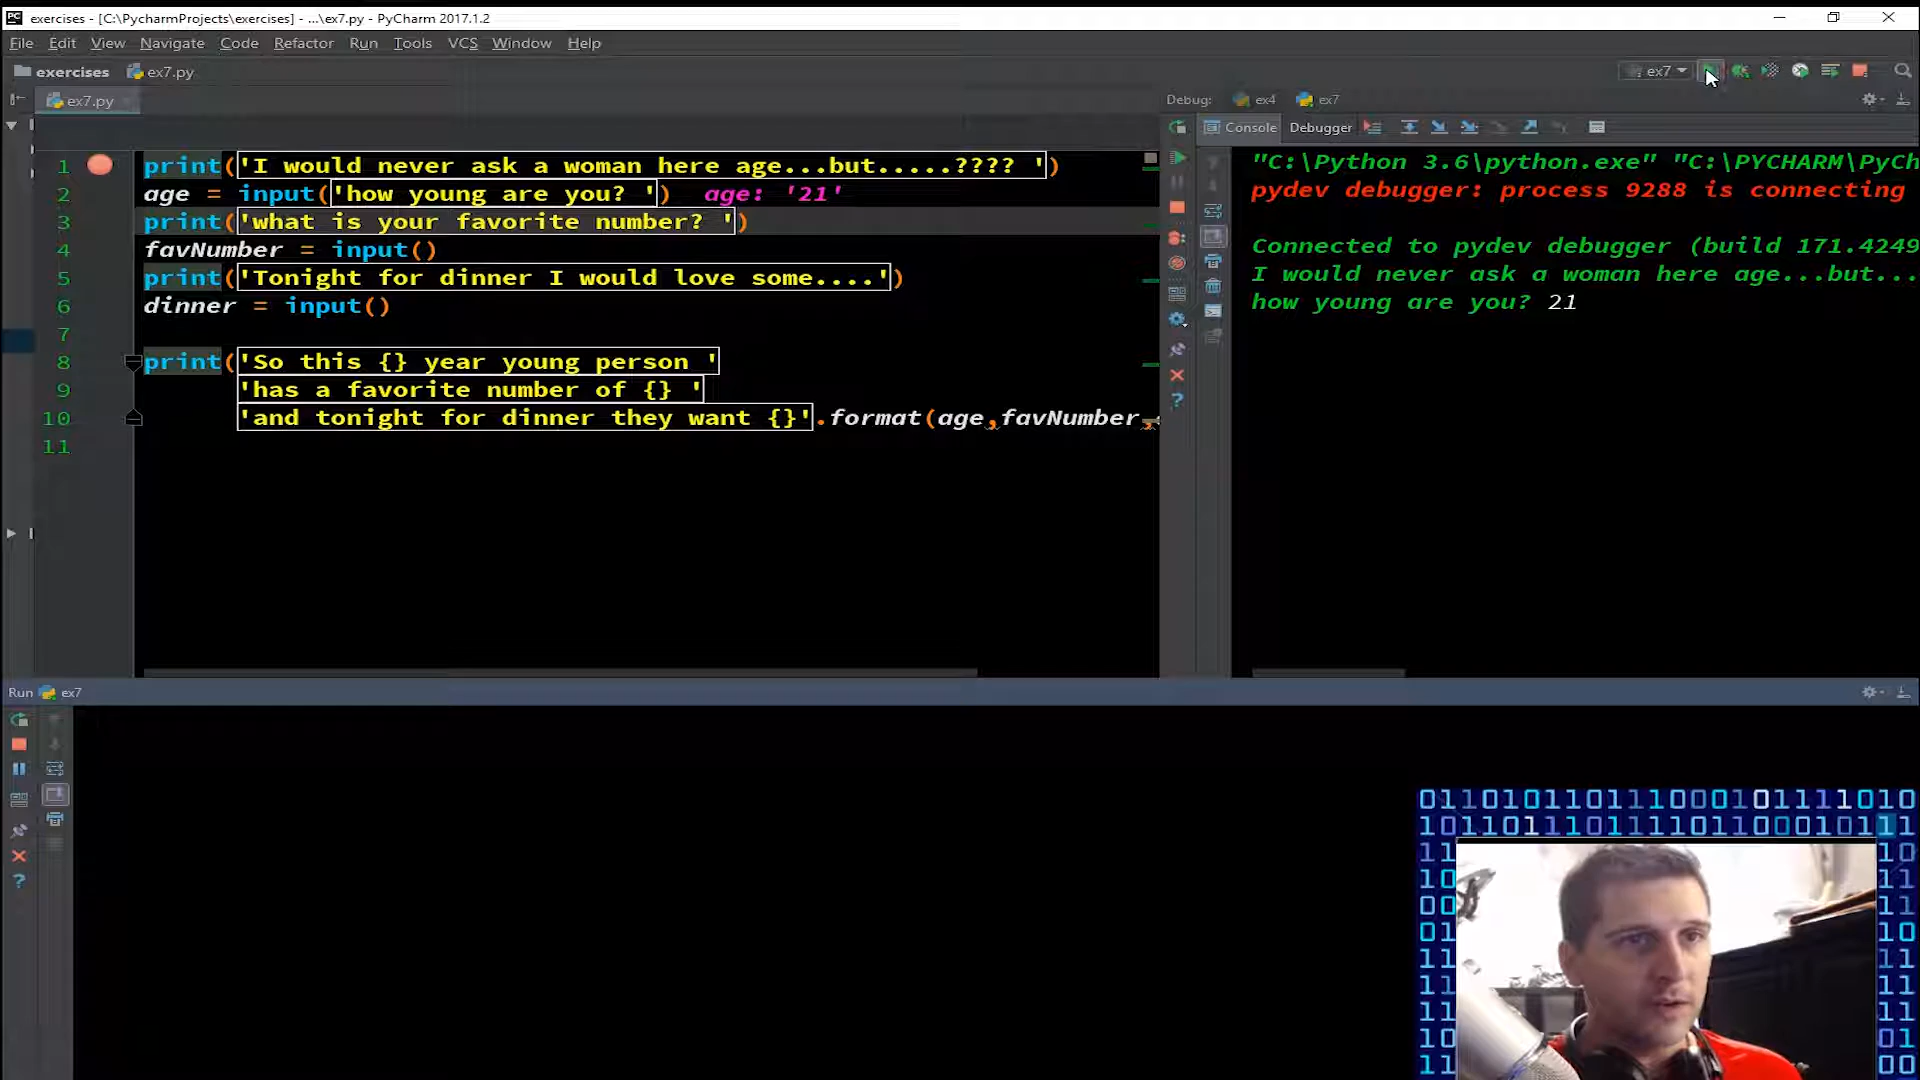 exercises - [C:\PycharmProjects\exercises] - ...\ex7.py - PyCharm 2017.1.2
File Edit View Navigate Code Refactor Run Tools VCS Window Help
exercises ex7.py
ex7
ex7.py
Debug: ex4 ex7
Console Debugger
1 print('I would never ask a woman here age...but.....???? ')
2 age = input('how young are you? ') age: '21'
3 print('what is your favorite number? ')
4 favNumber = input()
5 print('Tonight for dinner I would love some....')
6 dinner = input()
7
8 print('So this {} year young person '
9 'has a favorite number of {} '
10 'and tonight for dinner they want {}'.format(age,favNumber,
11
"C:\Python 3.6\python.exe" "C:\PYCHARM\PyCh
pydev debugger: process 9288 is connecting
Connected to pydev debugger (build 171.4249
I would never ask a woman here age...but...
how young are you? 21
Run ex7
0110101101110001011111010